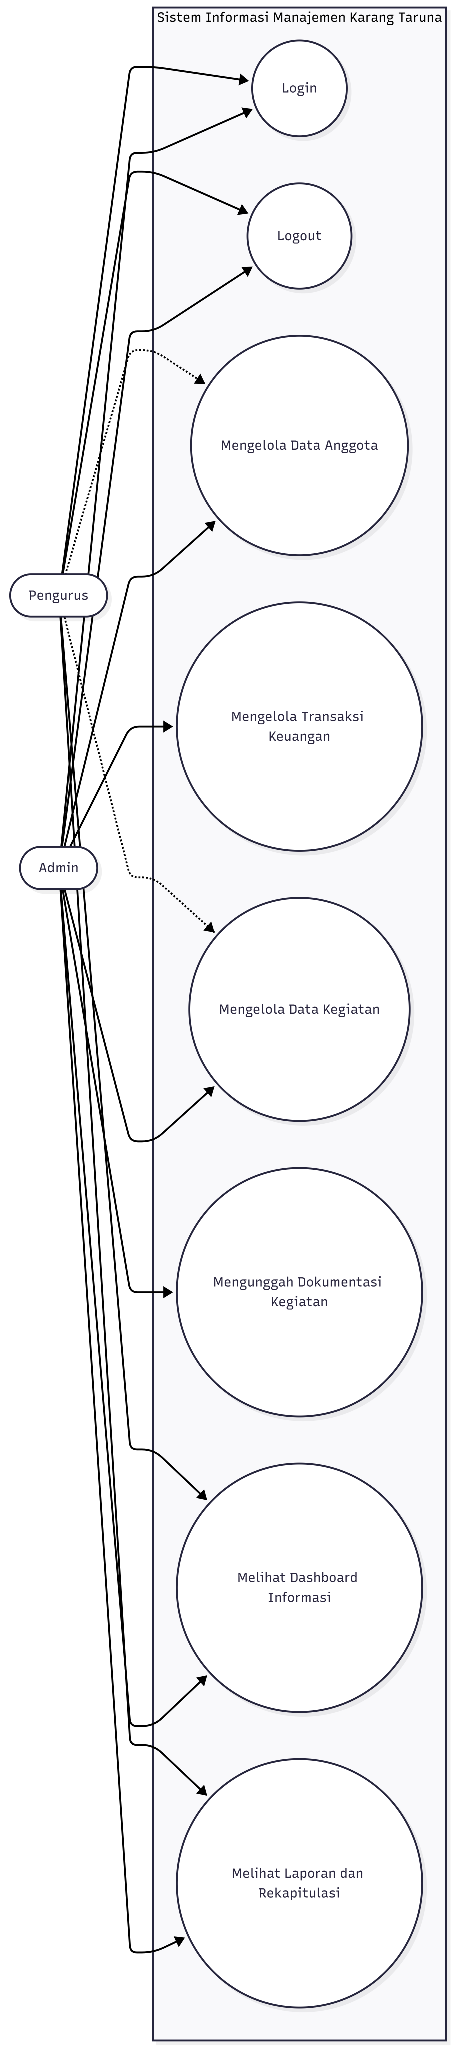 Sistem Informasi Manajemen Karang Taruna
Login
Logout
Mengelola Data Anggota
Pengurus
Mengelola Transaksi
Keuangan
Admin
Mengelola Data Kegiatan
Mengunggah Dokumentasi
Kegiatan
Melihat Dashboard
Informasi
Melihat Laporan dan
Rekapitulasi